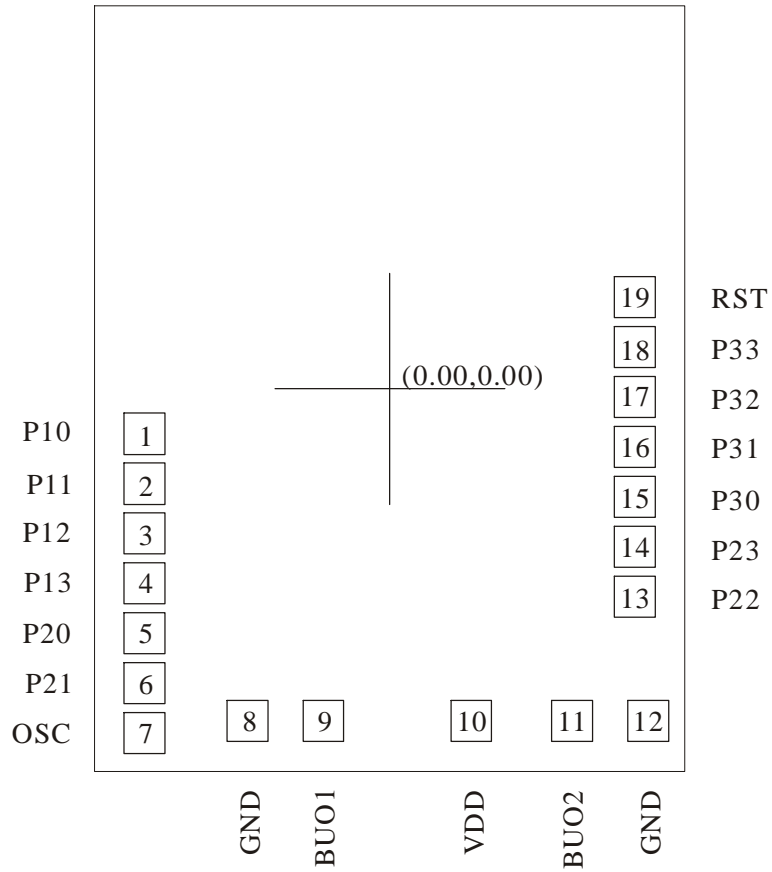 19 RST
18 P33
(0.00,0.00)
17 P32
P10 1
16 P31
P11 2
15 P30
P12 3
14 P23
P13 4
13 P22
P20 5
P21 6
OSC 7
8 9 10 11 12
GND BUO1 VDD BUO2 GND